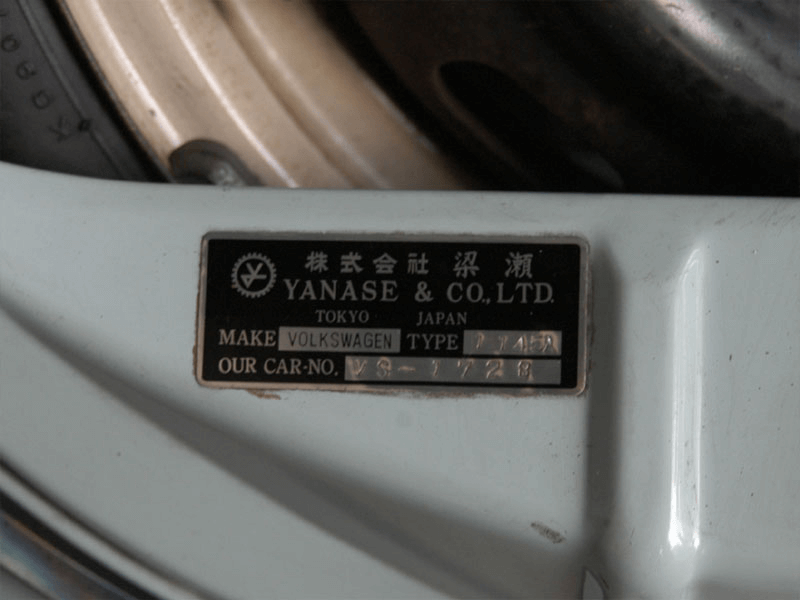 株式会社 梁瀬
YANASE & CO., LTD.
TOKYO JAPAN
MAKE VOLKSWAGEN TYPE
OUR CAR-NO. VS-1728